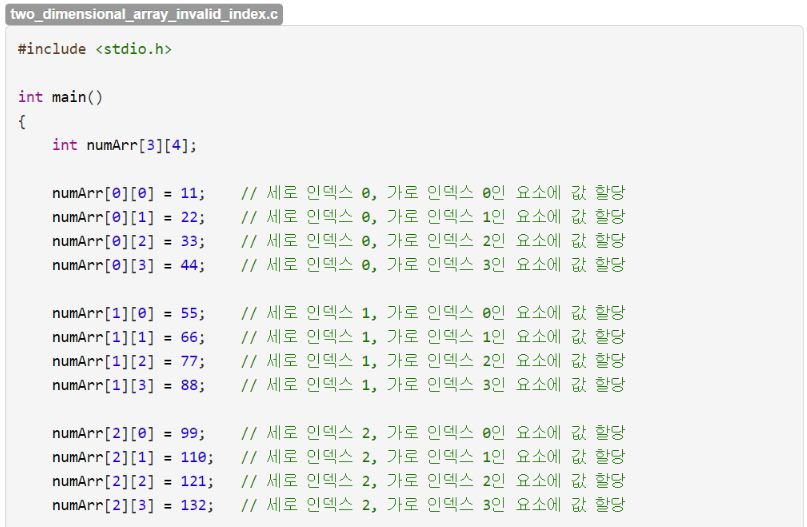 two_dimensional_array_invalid_index.c
#include <stdio.h>
int main()
{
    int numArr[3][4];
    numArr[0][0] = 11;    // 세로 인덱스 0, 가로 인덱스 0인 요소에 값 할당
    numArr[0][1] = 22;    // 세로 인덱스 0, 가로 인덱스 1인 요소에 값 할당
    numArr[0][2] = 33;    // 세로 인덱스 0, 가로 인덱스 2인 요소에 값 할당
    numArr[0][3] = 44;    // 세로 인덱스 0, 가로 인덱스 3인 요소에 값 할당
    numArr[1][0] = 55;    // 세로 인덱스 1, 가로 인덱스 0인 요소에 값 할당
    numArr[1][1] = 66;    // 세로 인덱스 1, 가로 인덱스 1인 요소에 값 할당
    numArr[1][2] = 77;    // 세로 인덱스 1, 가로 인덱스 2인 요소에 값 할당
    numArr[1][3] = 88;    // 세로 인덱스 1, 가로 인덱스 3인 요소에 값 할당
    numArr[2][0] = 99;    // 세로 인덱스 2, 가로 인덱스 0인 요소에 값 할당
    numArr[2][1] = 110;   // 세로 인덱스 2, 가로 인덱스 1인 요소에 값 할당
    numArr[2][2] = 121;   // 세로 인덱스 2, 가로 인덱스 2인 요소에 값 할당
    numArr[2][3] = 132;   // 세로 인덱스 2, 가로 인덱스 3인 요소에 값 할당